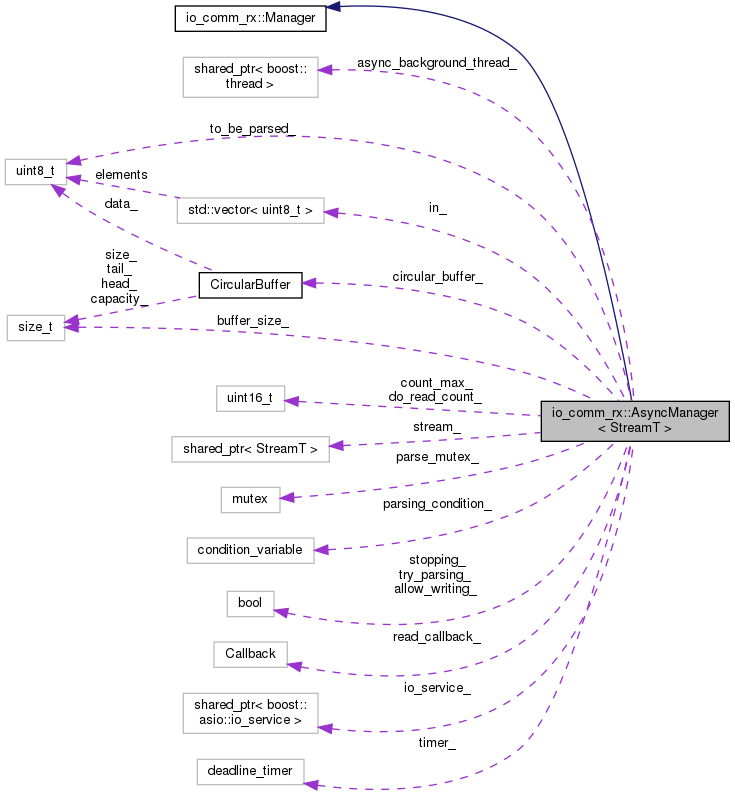 io_comm_rx::Manager
shared_ptr< boost::
thread >
async_background_thread_
to_be_parsed_
uint8_t
elements
std::vector< uint8_t >
in_
data_
size_
tail_
head_
capacity_
CircularBuffer
circular_buffer_
size_t
buffer_size_
uint16_t
count_max_
do_read_count_
io_comm_rx::AsyncManager
< StreamT >
shared_ptr< StreamT >
stream_
parse_mutex_
mutex
parsing_condition_
condition_variable
stopping_
try_parsing_
allow_writing_
bool
read_callback_
Callback
io_service_
shared_ptr< boost::
asio::io_service >
timer_
deadline_timer